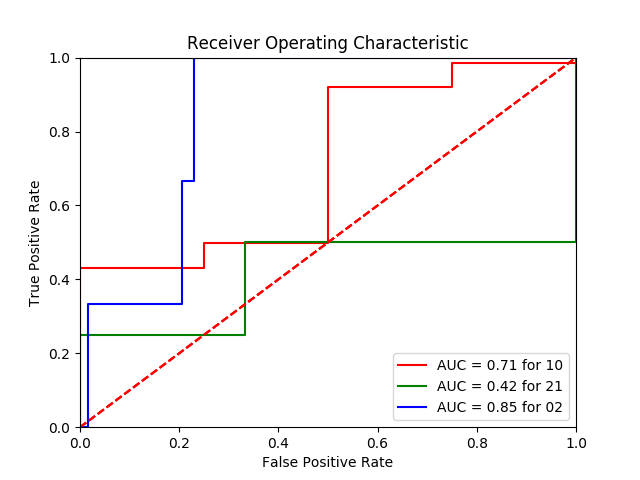 Receiver Operating Characteristic
True Positive Rate
1.0
0.8
0.6
0.4
0.2
0.0
0.0 0.2 0.4 0.6 0.8 1.0
False Positive Rate
AUC = 0.71 for 10
AUC = 0.42 for 21
AUC = 0.85 for 02